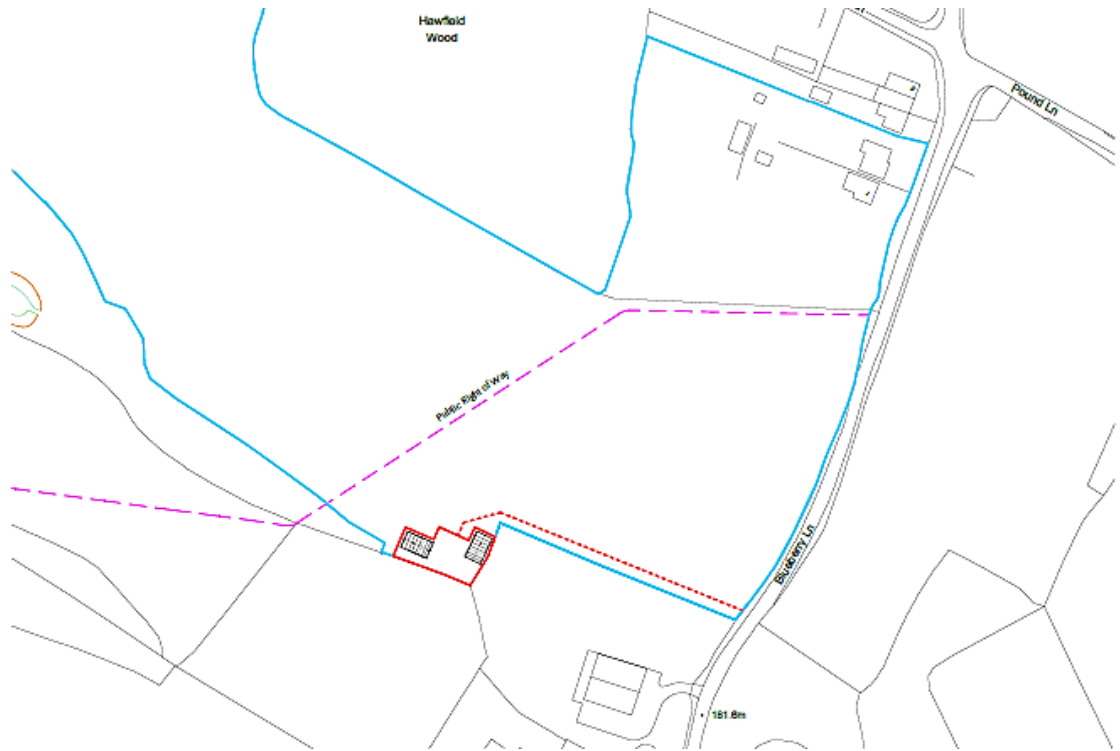 Hawfield
Wood
Pound Ln
Public Right of Way
Blueberry Ln
181.6m